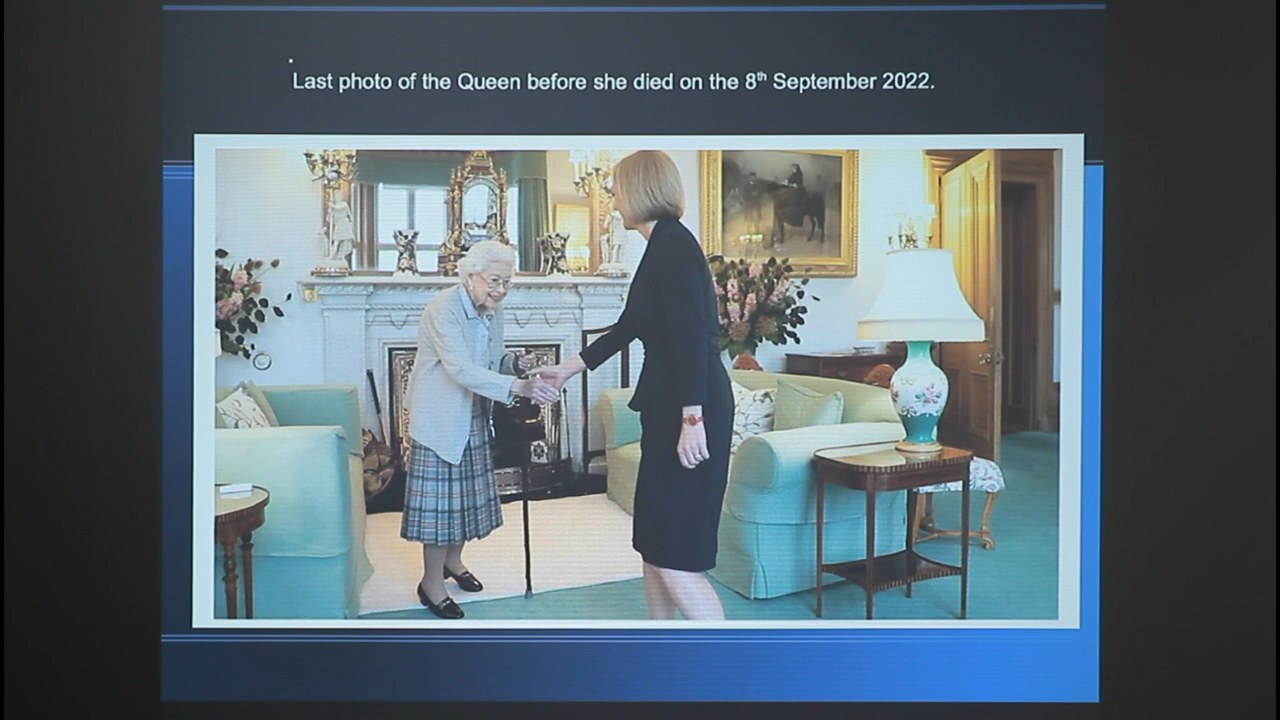 Last photo of the Queen before she died on the 8th September 2022.